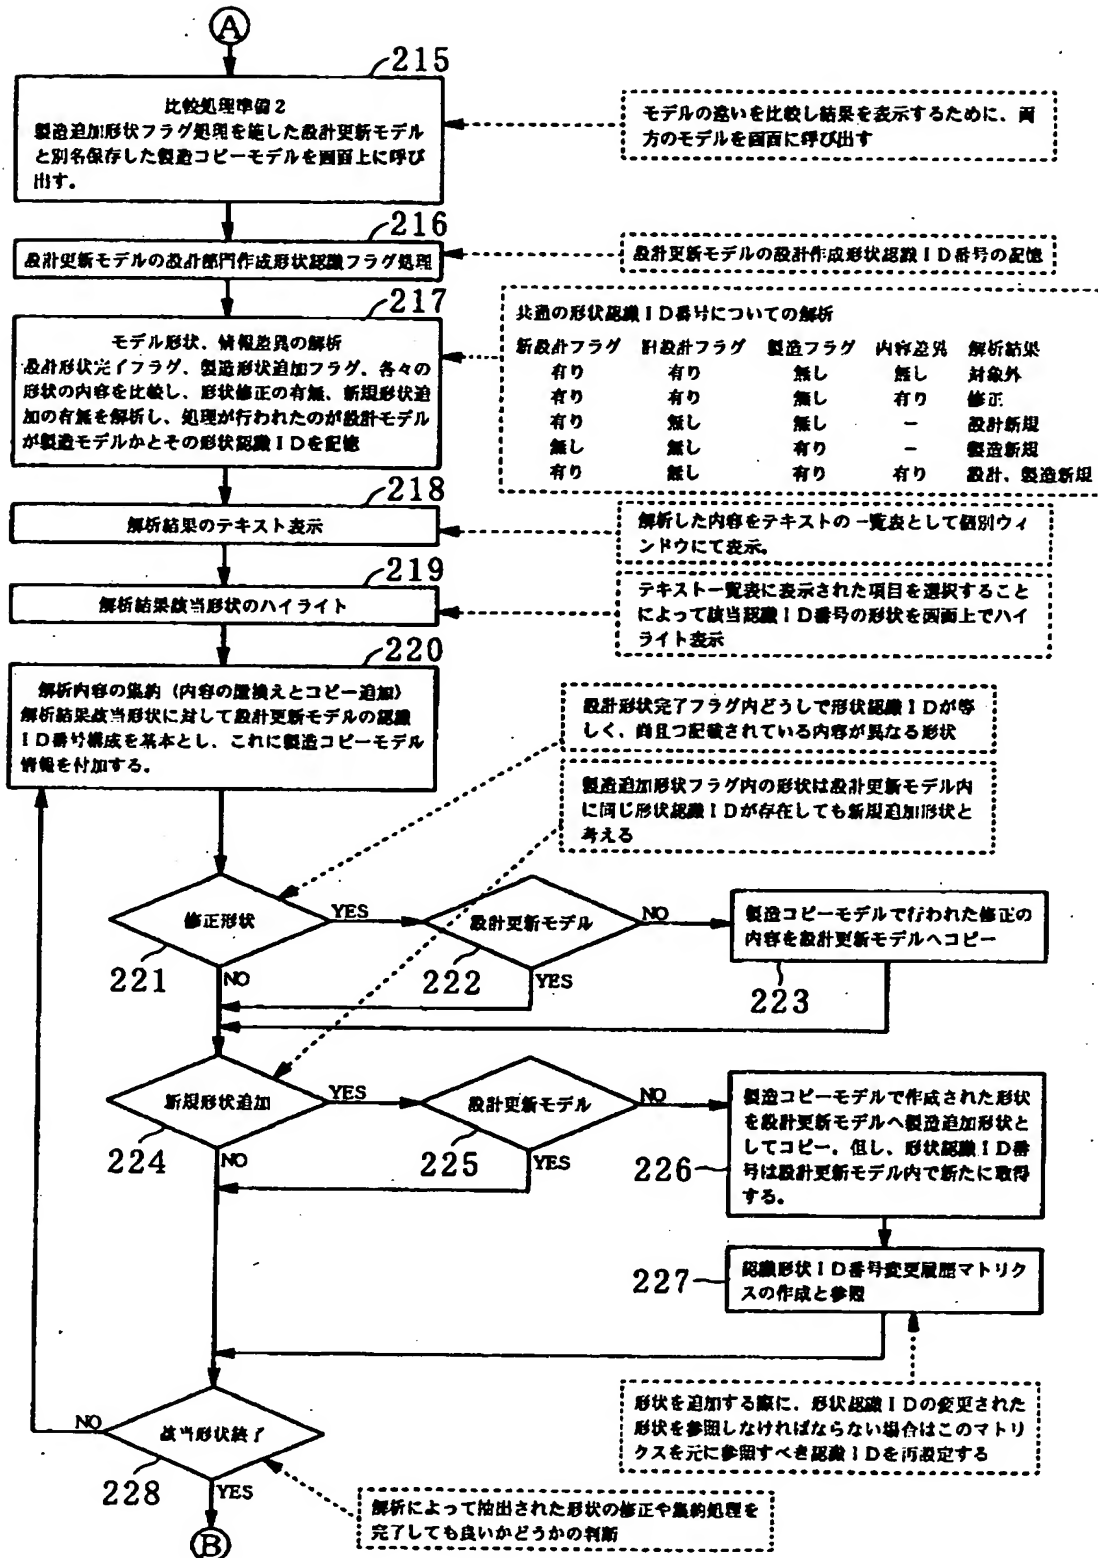 A
215
比較処理準備2
製造追加形状フラグ処理を施した設計更新モデル
と別名保存した製造コピーモデルを画面上に呼び
出す。
モデルの違いを比較し結果を表示するために、両
方のモデルを画面に呼び出す
216
設計更新モデルの設計部門作成形状認識フラグ処理
設計更新モデルの設計作成形状認識ID番号の記憶
217
モデル形状、情報差異の解析
設計形状完了フラグ、製造形状追加フラグ、各々の
形状の内容を比較し、形状修正の有無、新規形状追
加の有無を解析し、処理が行われたのが設計モデル
が製造モデルかとその形状認識IDを記憶
共通の形状認識ID番号についての解析
新設計フラグ 旧設計フラグ 製造フラグ 内容差異 解析結果
有り 有り 無し 無し 対象外
有り 有り 無し 有り 修正
有り 無し 無し － 設計新規
無し 無し 有り － 製造新規
有り 無し 有り 有り 設計、製造新規
218
解析結果のテキスト表示
解析した内容をテキストの一覧表として個別ウィ
ンドウにて表示。
219
解析結果該当形状のハイライト
テキスト一覧表に表示された項目を選択すること
によって該当認識ID番号の形状を画面上でハイ
ライト表示
220
解析内容の集約（内容の置換えとコピー追加）
解析結果該当形状に対して設計更新モデルの認識
ID番号構成を基本とし、これに製造コピーモデル
情報を付加する。
設計形状完了フラグ内どうしで形状認識IDが等
しく、尚且つ記載されている内容が異なる形状
製造追加形状フラグ内の形状は設計更新モデル内
に同じ形状認識IDが存在しても新規追加形状と
考える
修正形状
YES
設計更新モデル
NO
製造コピーモデルで行われた修正の
内容を設計更新モデルへコピー
221
NO
222
YES
223
新規形状追加
YES
設計更新モデル
NO
製造コピーモデルで作成された形状
を設計更新モデルへ製造追加形状と
してコピー。但し、形状認識ID番
号は設計更新モデル内で新たに取得
する。
224
NO
225
YES
226
227
認識形状ID番号変更履歴マトリク
スの作成と参照
形状を追加する際に、形状認識IDの変更された
形状を参照しなければならない場合はこのマトリ
クスを元に参照すべき認識IDを再設定する
NO
該当形状終了
228
YES
解析によって抽出された形状の修正や集約処理を
完了しても良いかどうかの判断
B